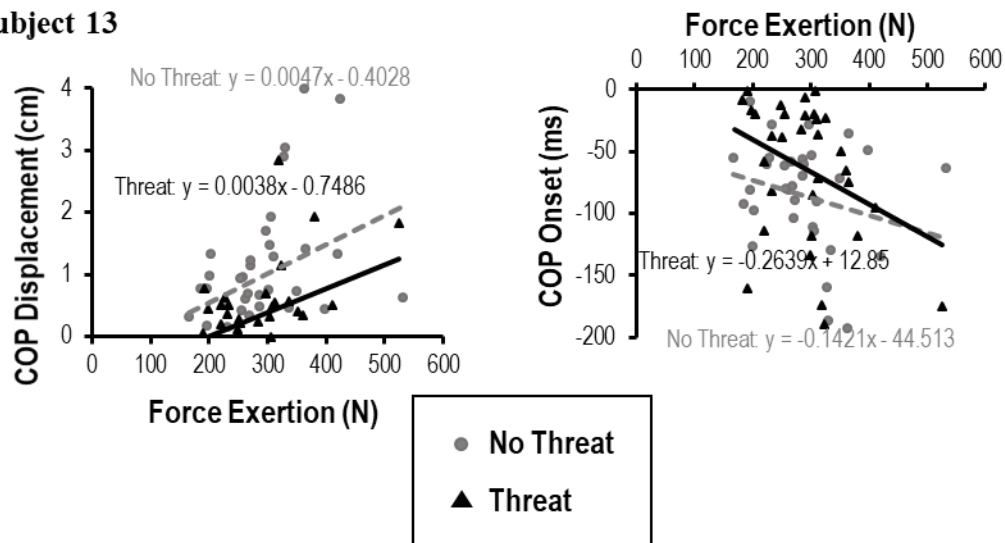 ubject 13
No Threat: y = 0.0047x - 0.4028
Threat: y = 0.0038x - 0.7486
COP Displacement (cm)
4
3
2
1
0
0 100 200 300 400 500 600
Force Exertion (N)
Force Exertion (N)
0 100 200 300 400 500 600
COP Onset (ms)
0
-50
-100
-150
-200
Threat: y = -0.2639x + 12.85
No Threat: y = -0.1421x - 44.513
No Threat
Threat